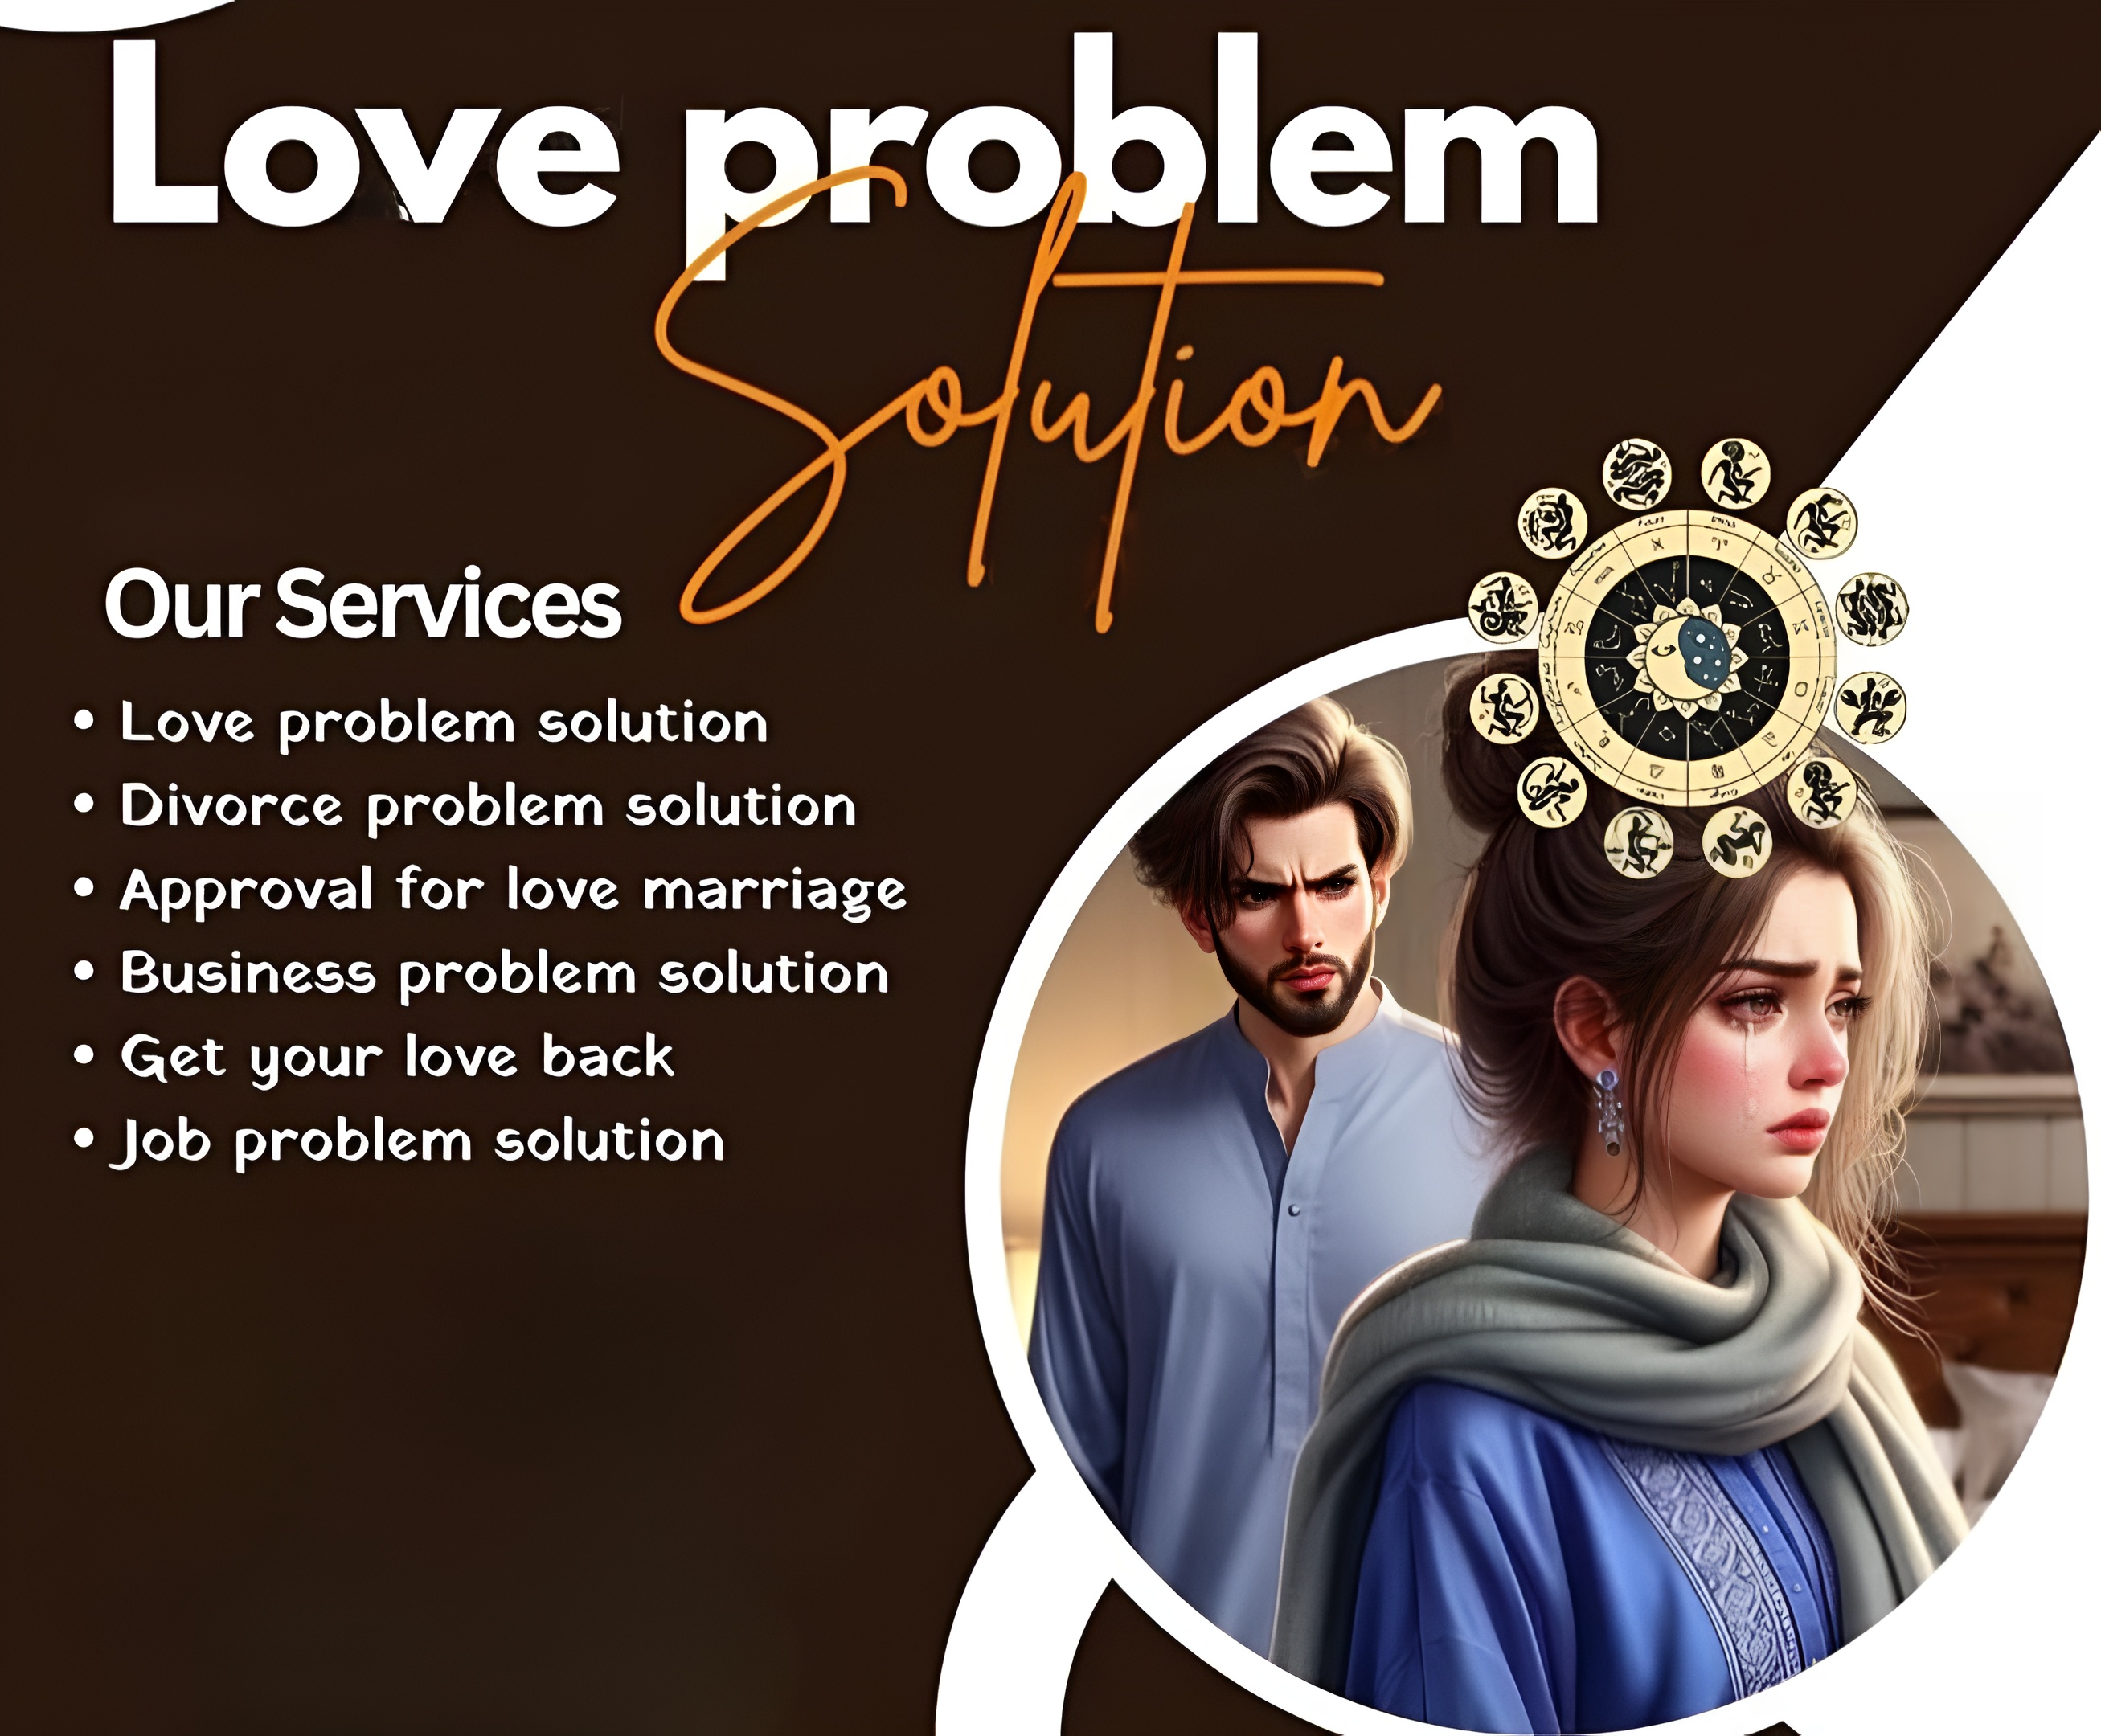 Love problem
Solution
Our Services
• Love problem solution
• Divorce problem solution
• Approval for love marriage
• Business problem solution
• Get your love back
• Job problem solution